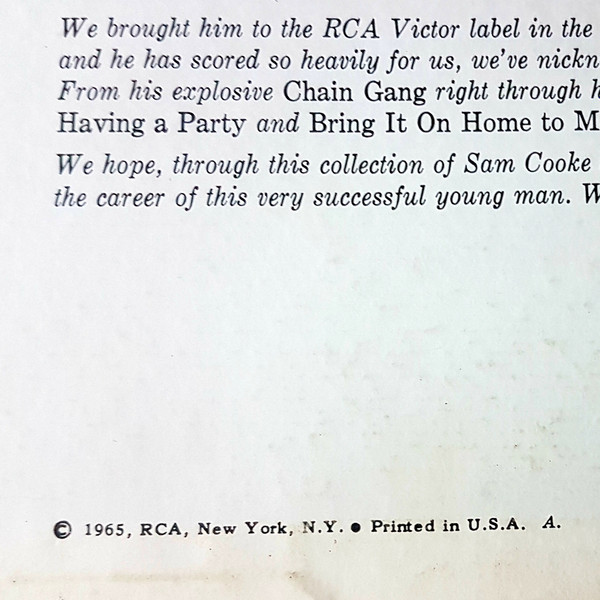 We brought him to the RCA Victor label in the
and he has scored so heavily for us, we've nickn
From his explosive Chain Gang right through h
Having a Party and Bring It On Home to M
We hope, through this collection of Sam Cooke
the career of this very successful young man. W
© 1965, RCA, New York, N.Y. ● Printed in U.S.A. A.